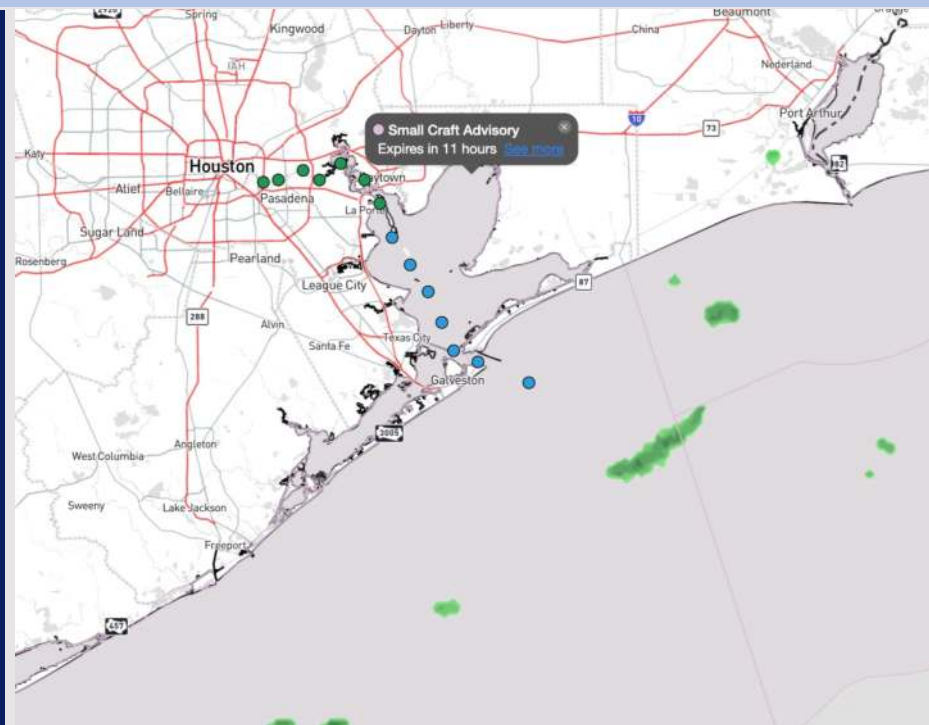 Spring
Beaumont
Kingwood
Dayton
Liberty
China
Nederland
IAH
Port Arthur
Small Craft Advisory
Expires in 11 hours See more
10
73
Katy
Houston
aytown
Atief
Bellaire
Pasadena
La Porte
Sugar Land
Rosenberg
Pearland
League City
87
288
Alvin
Santa Fe
Texas City
Galveston
3005
West Columbia
Angleton
Sweeny
Lake Jackson
Freeport
457